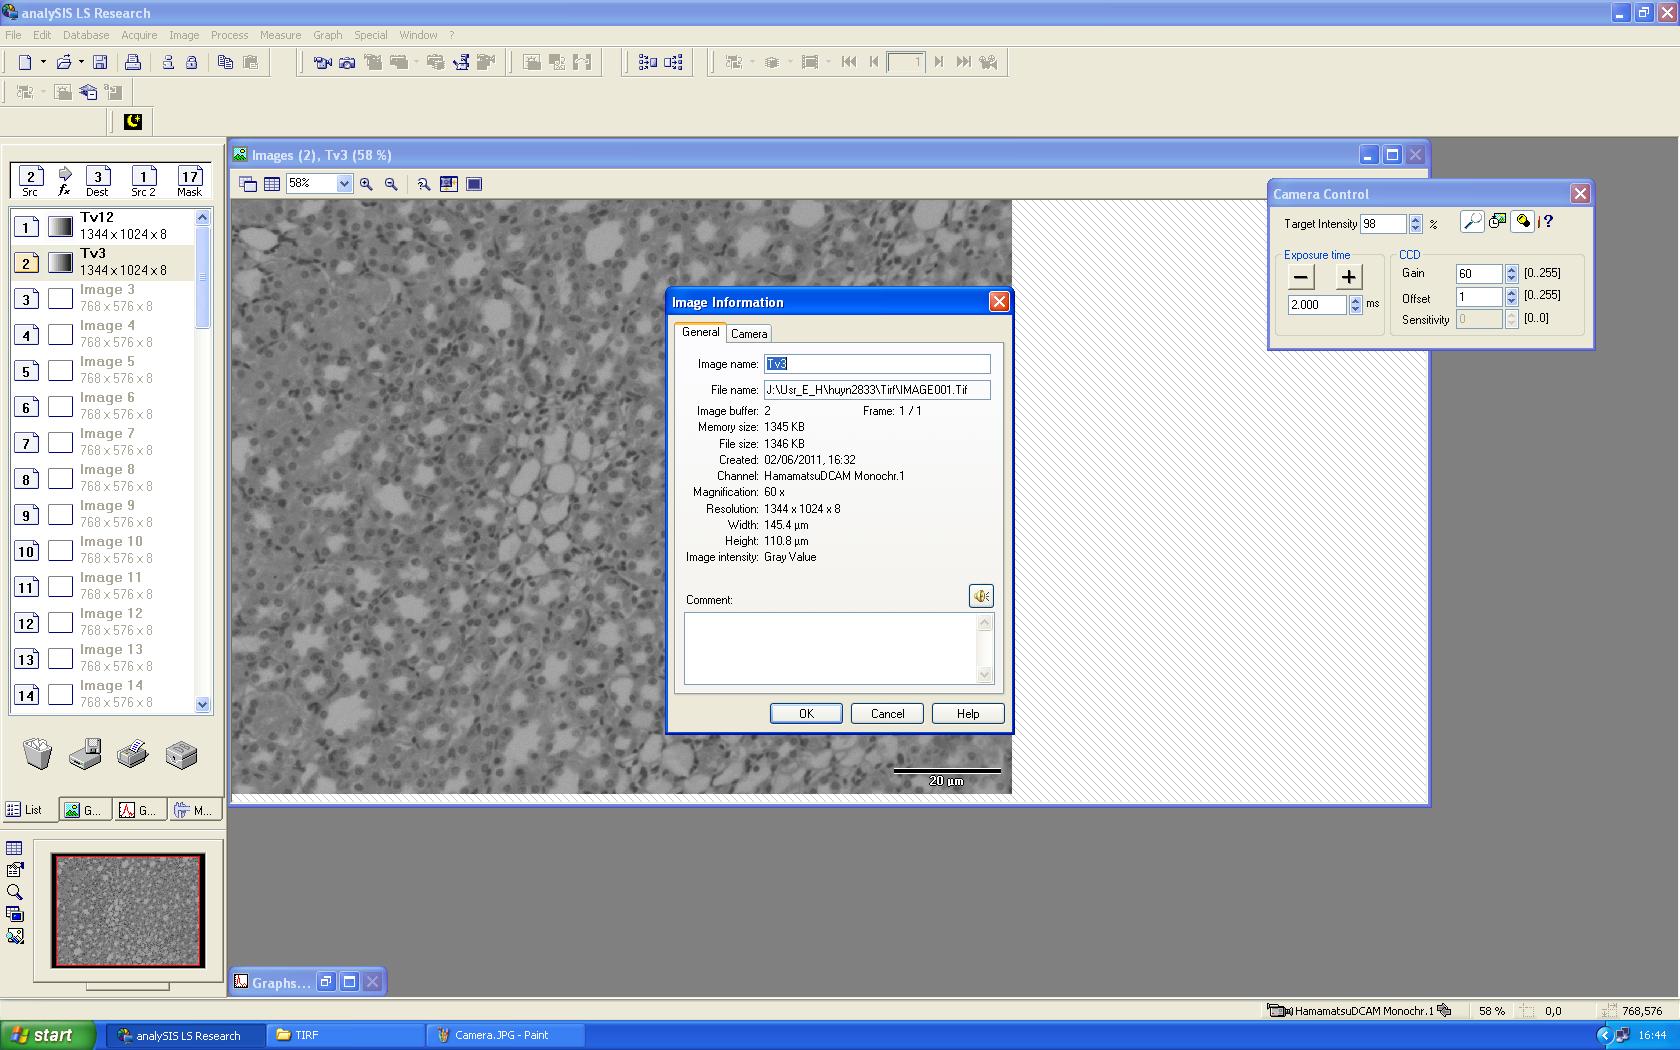 analySIS LS Research
File Edit Database Acquire Image Process Measure Graph Special Window ?
1
2 3 1 17
Src fx Dest Src 2 Mask
1 Tv12
1344 x 1024 x 8
2 Tv3
1344 x 1024 x 8
3 Image 3
768 x 576 x 8
4 Image 4
768 x 576 x 8
5 Image 5
768 x 576 x 8
6 Image 6
768 x 576 x 8
7 Image 7
768 x 576 x 8
8 Image 8
768 x 576 x 8
9 Image 9
768 x 576 x 8
10 Image 10
768 x 576 x 8
11 Image 11
768 x 576 x 8
12 Image 12
768 x 576 x 8
13 Image 13
768 x 576 x 8
14 Image 14
768 x 576 x 8
List G... G... M...
Images (2), Tv3 (58 %)
58%
20 µm
Image Information
General Camera
Image name: Tv3
File name: J:\Usr_E_H\huyn2833\Tirf\IMAGE001.Tif
Image buffer: 2 Frame: 1 / 1
Memory size: 1345 KB
File size: 1346 KB
Created: 02/06/2011, 16:32
Channel: HamamatsuDCAM Monochr.1
Magnification: 60 x
Resolution: 1344 x 1024 x 8
Width: 145.4 µm
Height: 110.8 µm
Image intensity: Gray Value
Comment:
OK Cancel Help
Camera Control
Target Intensity 98 % ?
Exposure time CCD
Gain 60 [0..255]
2.000 ms Offset 1 [0..255]
Sensitivity 0 [0..0]
Graphs...
HamamatsuDCAM Monochr.1 58 % 0,0 768,576
start analySIS LS Research TIRF Camera.JPG - Paint 16:44